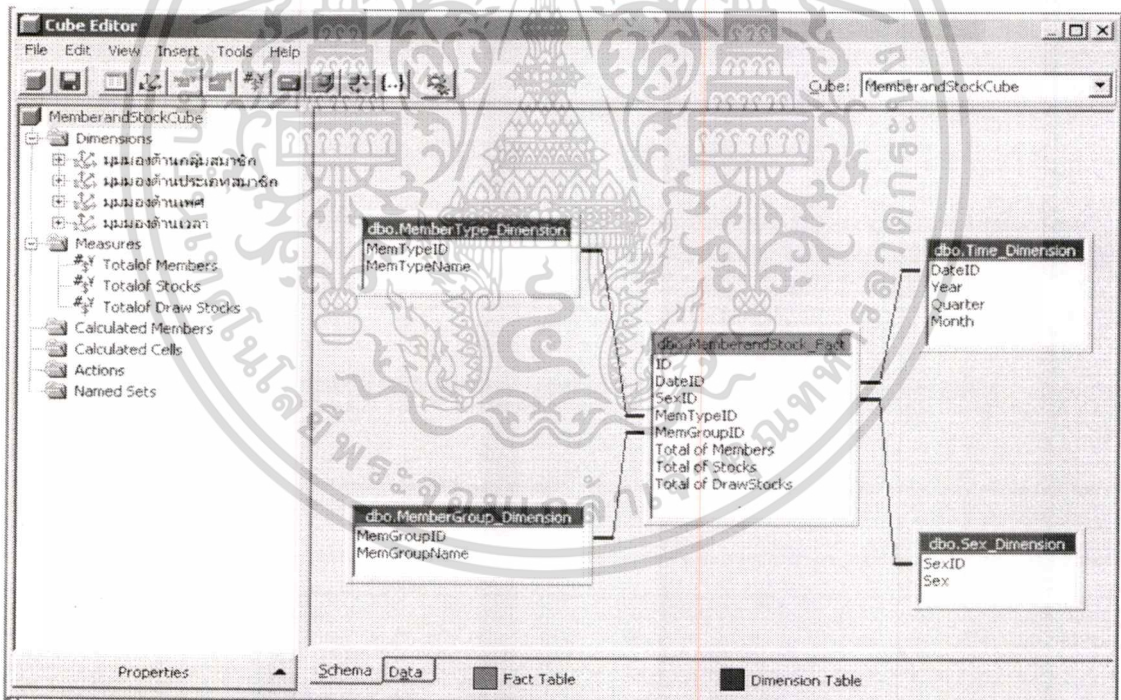 Cube Editor
File Edit View Insert Tools Help
Cube: MemberandStockCube
MemberandStockCube
Dimensions
มุมมองด้านกลุ่มสมาชิก
มุมมองด้านประเภทสมาชิก
มุมมองด้านเพศ
มุมมองด้านเวลา
Measures
Totalof Members
Totalof Stocks
Totalof Draw Stocks
Calculated Members
Calculated Cells
Actions
Named Sets
Properties
dbo.MemberType_Dimension
MemTypeID
MemTypeName
dbo.MemberGroup_Dimension
MemGroupID
MemGroupName
dbo.MemberandStock_Fact
ID
DateID
SexID
MemTypeID
MemGroupID
Total of Members
Total of Stocks
Total of DrawStocks
dbo.Time_Dimension
DateID
Year
Quarter
Month
dbo.Sex_Dimension
SexID
Sex
Schema Data
Fact Table
Dimension Table